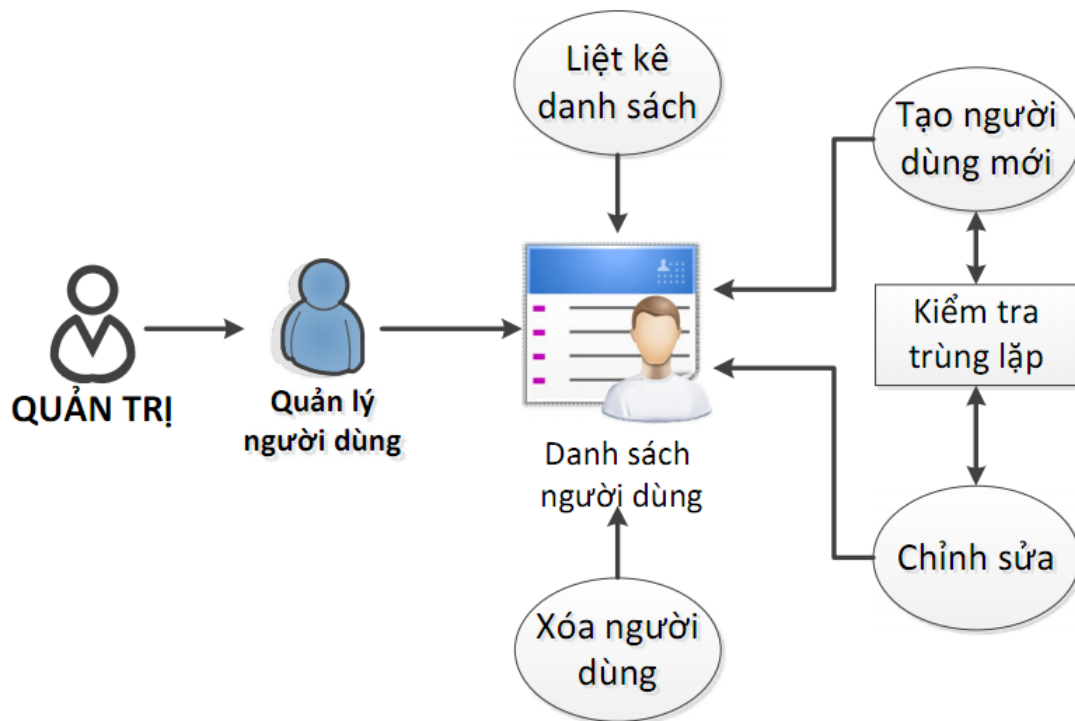 Liệt kê
danh sách
Tạo người
dùng mới
Kiểm tra
trùng lặp
QUẢN TRỊ
Quản lý
người dùng
Danh sách
người dùng
Chỉnh sửa
Xóa người
dùng